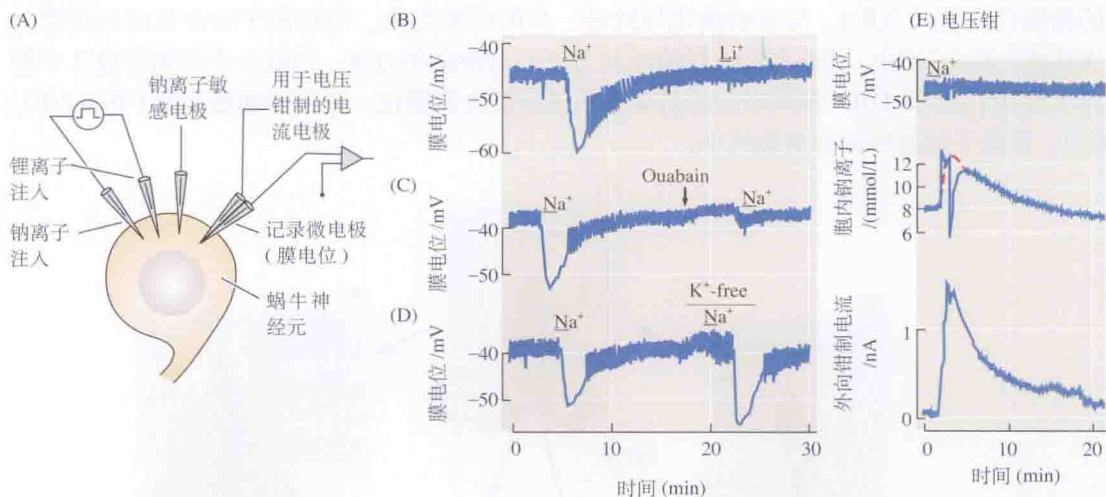 (A)
钠离子敏
感电极
用于电压
钳制的电
流电极
锂离子
注入
钠离子
注入
记录微电极
(膜电位)
蜗牛神
经元
(B)
膜电位/mV
-40
-50
-60
Na⁺
Li⁺
(C)
膜电位/mV
-40
-50
Na⁺
Ouabain
Na⁺
(D)
膜电位/mV
-40
-50
Na⁺
K⁺-free
Na⁺
0
10
20
30
时间 (min)
(E) 电压钳
膜电位
/mV
-40
-50
Na⁺
胞内钠离子
/(mmol/L)
12
10
8
6
外向钳制电流
/nA
1
0
0
10
20
时间 (min)